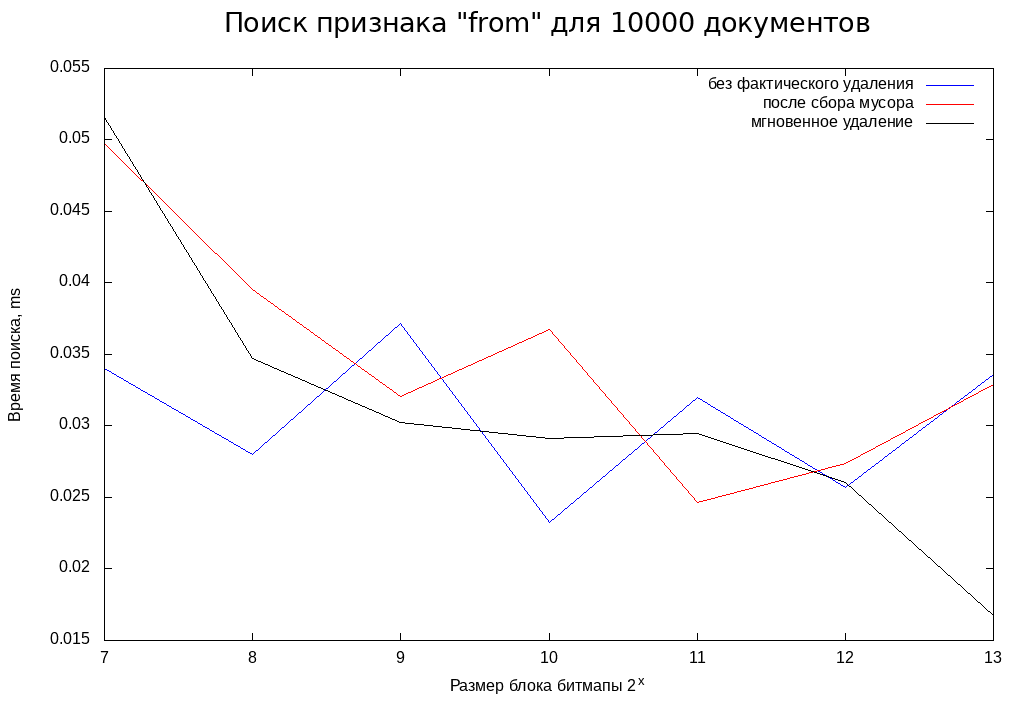 Поиск признака "from" для 10000 документов
без фактического удаления
после сбора мусора
мгновенное удаление
0.055
0.05
0.045
0.04
0.035
0.03
0.025
0.02
0.015
Время поиска, ms
7 8 9 10 11 12 13
Размер блока битмапы 2^x